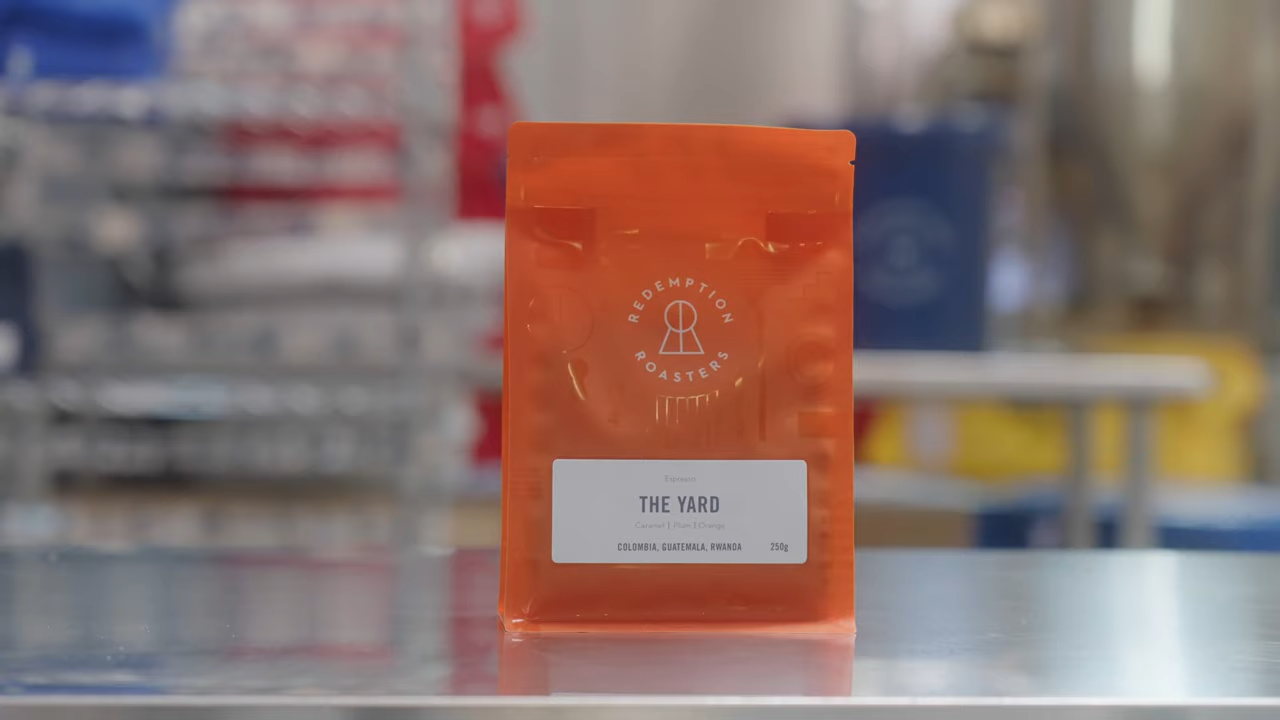 REDEMPTION
ROASTERS
Espresso
THE YARD
Caramel | Plum | Orange
COLOMBIA, GUATEMALA, RWANDA 250g